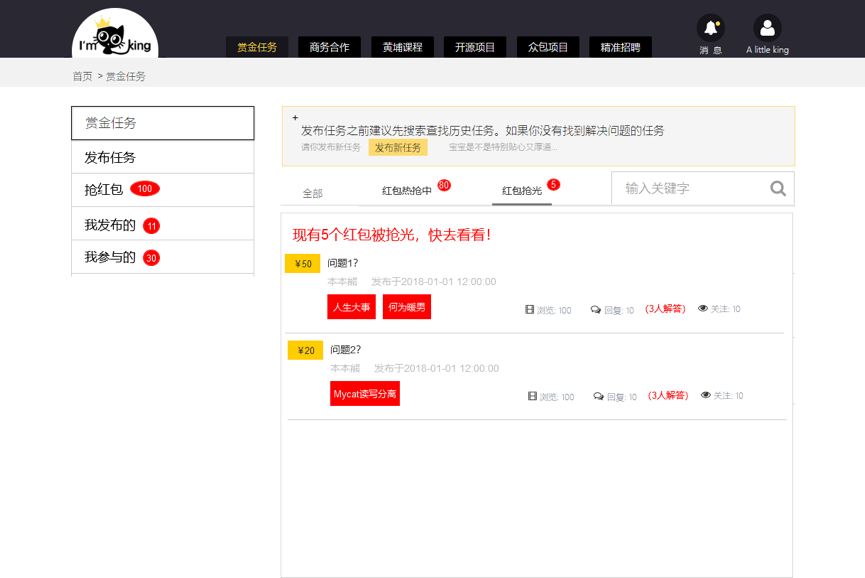 I'm king
赏金任务 商务合作 黄埔课程 开源项目 众包项目 精准招聘 消 息 A little king
首页 > 赏金任务
赏金任务
发布任务
抢红包 100
我发布的 11
我参与的 30
+
发布任务之前建议先搜索查找历史任务。如果你没有找到解决问题的任务
请你发布新任务 发布新任务 宝宝是不是特别贴心又厚道...
全部 红包热抢中 80 红包抢光 5 输入关键字
现有5个红包被抢光，快去看看！
¥50 问题1？
本本熊 发布于2018-01-01 12:00:00
人生大事 何为暖男 浏览: 100 回复: 10 (3人解答) 关注: 10
¥20 问题2？
本本熊 发布于2018-01-01 12:00:00
Mycat读写分离 浏览: 100 回复: 10 (3人解答) 关注: 10